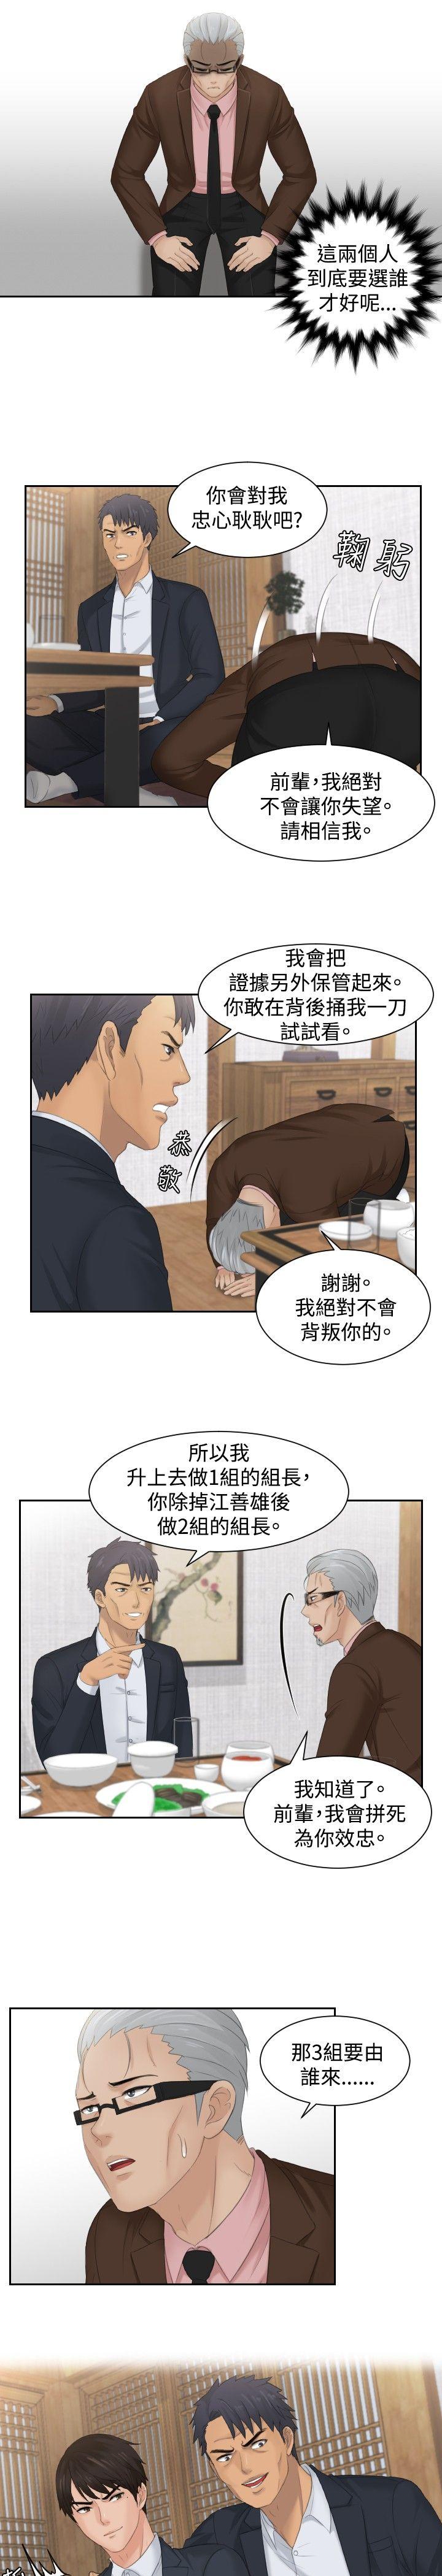 這兩個人
到底要選誰
才好呢...
你會對我
忠心耿耿吧?
鞠躬
前輩,我絕對
不會讓你失望。
請相信我。
我會把
證據另外保管起來。
你敢在背後捅我一刀
試試看。
恭
敬
謝謝。
我絕對不會
背叛你的。
所以我
升上去做1組的組長,
你除掉江善雄後
做2組的組長。
我知道了。
前輩,我會拼死
為你效忠。
那3組要由
誰來......